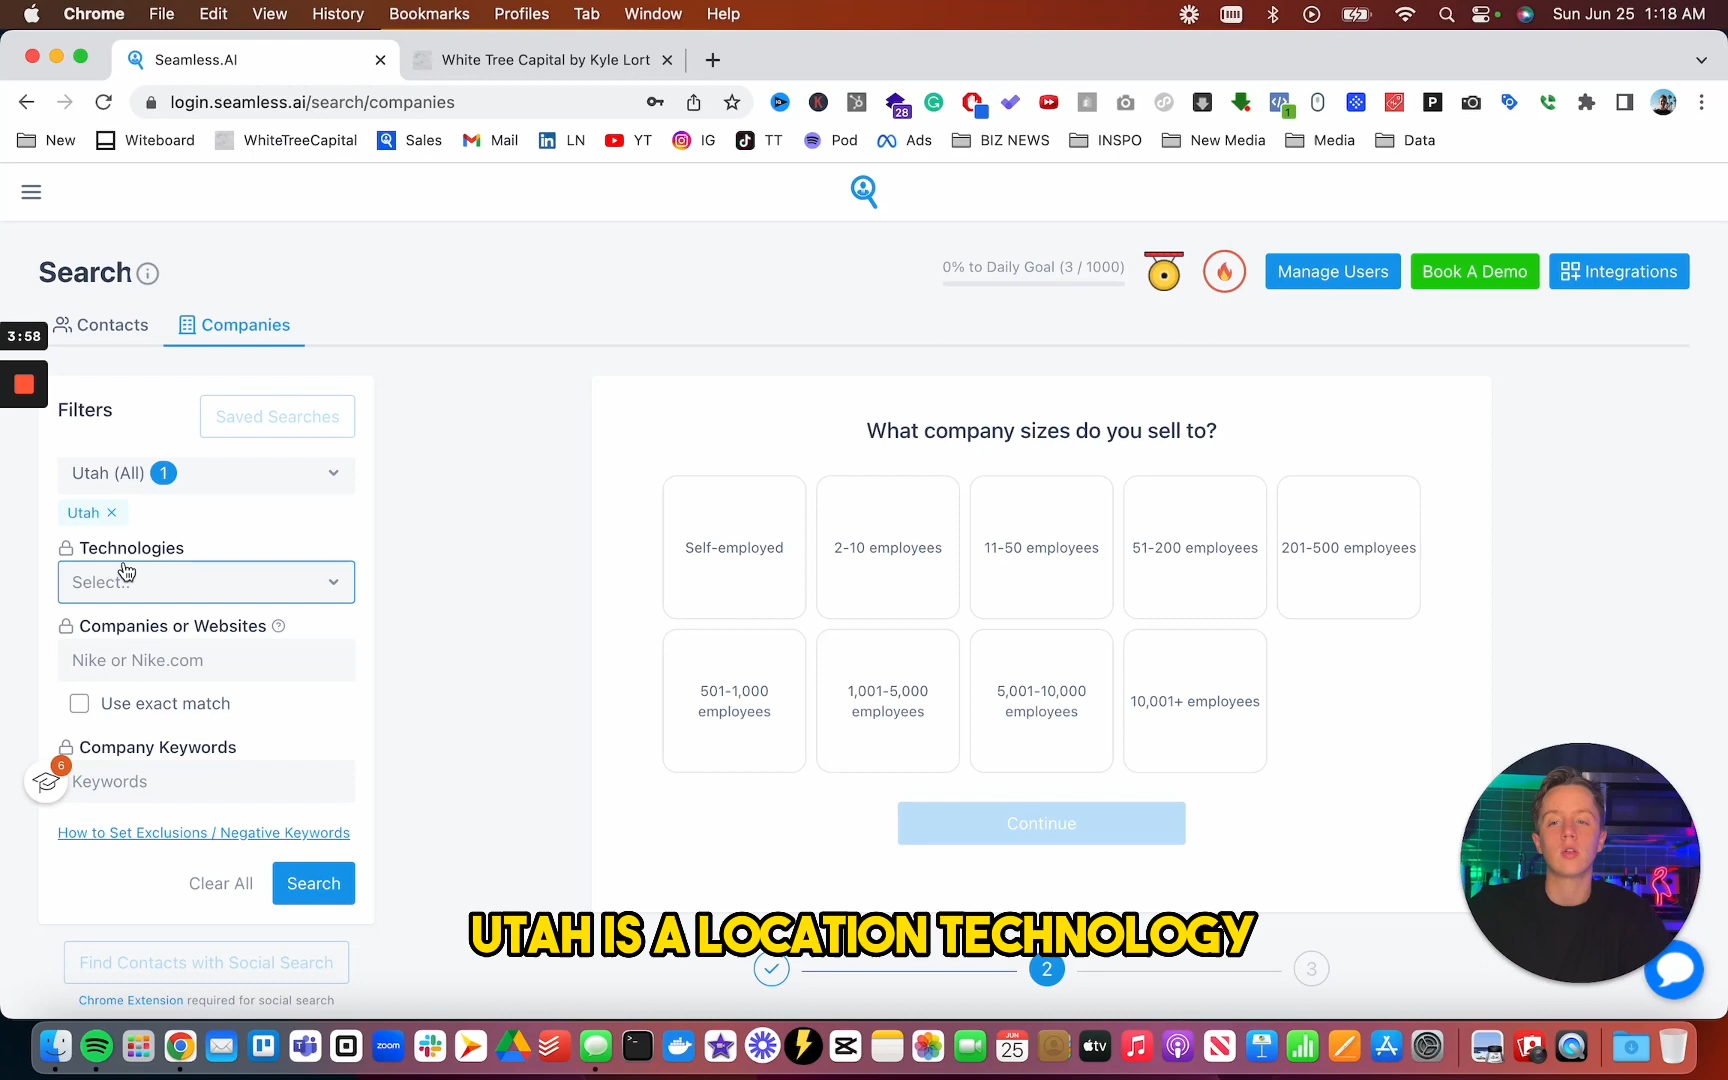 Chrome File Edit View History Bookmarks Profiles Tab Window Help Sun Jun 25 1:18 AM
Seamless.AI White Tree Capital by Kyle Lort
login.seamless.ai/search/companies
28
1
P
New Witeboard WhiteTreeCapital Sales Mail LN YT IG TT Pod Ads BIZ NEWS INSPO New Media Media Data
Search
0% to Daily Goal (3 / 1000)
Manage Users Book A Demo Integrations
Contacts Companies
3:58
Filters Saved Searches
Utah (All) 1
Utah
Technologies
Select..
Companies or Websites
Nike or Nike.com
Use exact match
Company Keywords
6
Keywords
How to Set Exclusions / Negative Keywords
Clear All Search
Find Contacts with Social Search
Chrome Extension required for social search
What company sizes do you sell to?
Self-employed 2-10 employees 11-50 employees 51-200 employees 201-500 employees
501-1,000 employees 1,001-5,000 employees 5,001-10,000 employees 10,001+ employees
Continue
UTAH IS A LOCATION TECHNOLOGY
2 3
zoom
JUN
25
tv